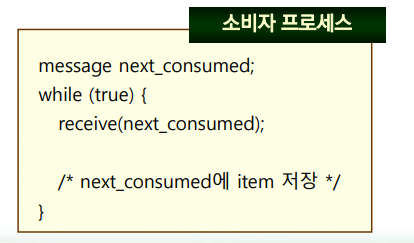 소비자 프로세스
message next_consumed;
while (true) {
receive(next_consumed);
/* next_consumed에 item 저장 */
}